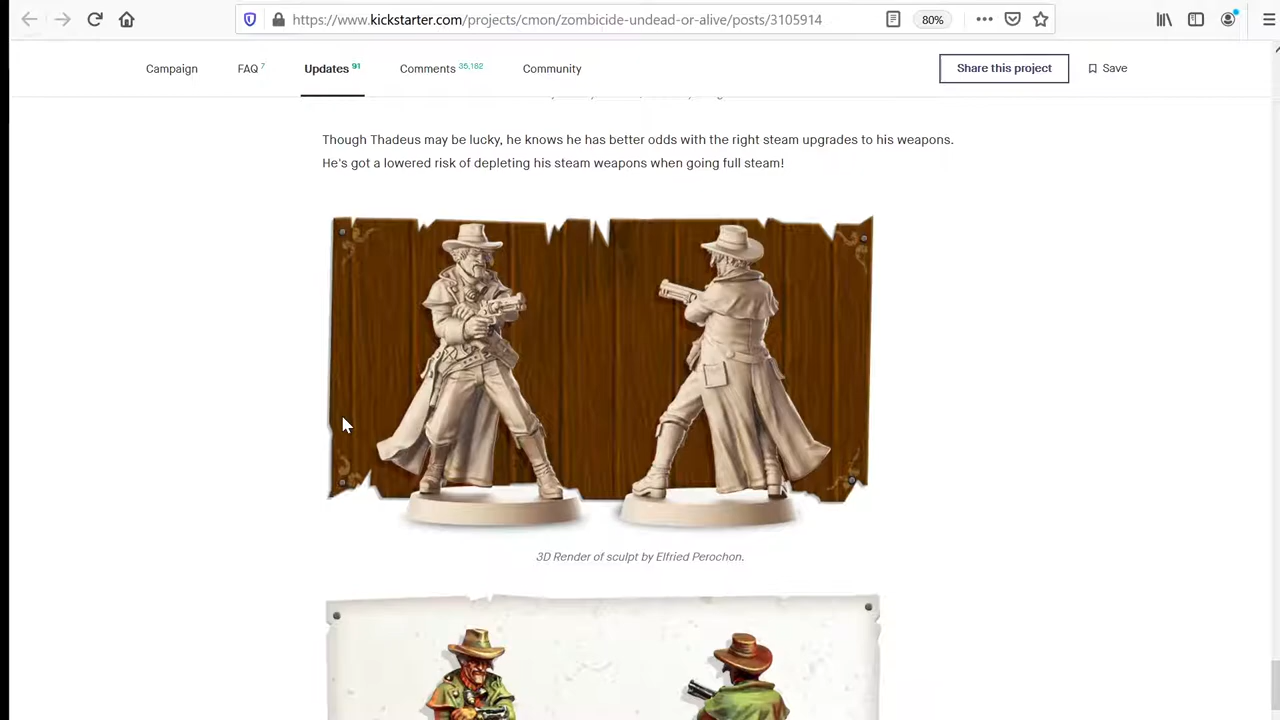 https://www.kickstarter.com/projects/cmon/zombicide-undead-or-alive/posts/3105914
80%
Campaign
FAQ 7
Updates 91
Comments 35,182
Community
Share this project
Save
Though Thadeus may be lucky, he knows he has better odds with the right steam upgrades to his weapons.
He's got a lowered risk of depleting his steam weapons when going full steam!
3D Render of sculpt by Elfried Perochon.